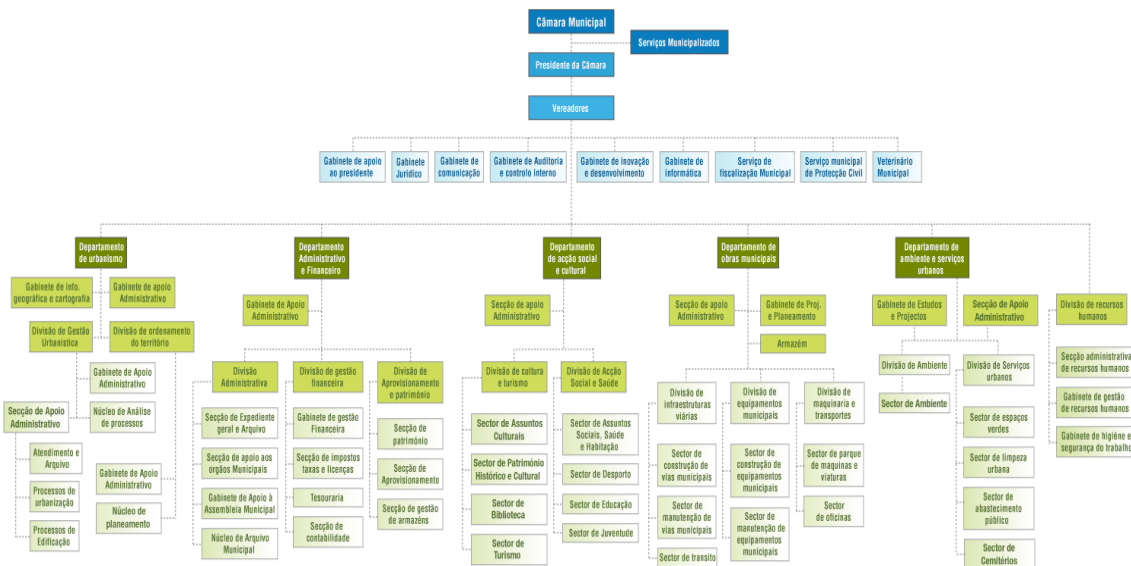 Câmara Municipal
Serviços Municipalizados
Presidente da Câmara
Vereadores
Gabinete de apoio
ao presidente
Gabinete
Jurídico
Gabinete de
comunicação
Gabinete de Auditoria
e controlo interno
Gabinete de inovação
e desenvolvimento
Gabinete de
informática
Serviço de
fiscalização Municipal
Serviço municipal
de Protecção Civil
Veterinário
Municipal
Departamento
de urbanismo
Departamento
Administrativo
e Financeiro
Departamento
de acção social
e cultural
Departamento de
obras municipais
Departamento de
ambiente e serviços
urbanos
Gabinete de info.
geográfica e cartografia
Gabinete de apoio
Administrativo
Divisão de Gestão
Urbanistica
Divisão de ordenamento
do território
Gabinete de Apoio
Administrativo
Secção de Apoio
Administrativo
Núcleo de Análise
de processos
Atendimento e
Arquivo
Processos de
urbanização
Processos de
Edificação
Gabinete de Apoio
Administrativo
Núcleo de
planeamento
Gabinete de Apoio
Administrativo
Divisão
Administrativa
Secção de Expediente
geral e Arquivo
Secção de apoio aos
orgãos Municipais
Gabinete de Apoio à
Assembleia Municipal
Núcleo de Arquivo
Municipal
Divisão de gestão
financeira
Gabinete de gestão
Financeira
Secção de impostos
taxas e licenças
Tesouraria
Secção de
contabilidade
Divisão de
Aprovisionamento
e património
Secção de
património
Secção de
Aprovisionamento
Secção de gestão
de armazéns
Secção de apoio
Administrativo
Divisão de cultura
e turismo
Sector de Assuntos
Culturais
Sector de Património
Histórico e Cultural
Sector de
Biblioteca
Sector de
Turismo
Divisão de Acção
Social e Saúde
Sector de Assuntos
Sociais, Saúde
e Habitação
Sector de Desporto
Sector de Educação
Sector de Juventude
Secção de apoio
Administrativo
Gabinete de Proj.
e Planeamento
Armazém
Divisão de
infraestruturas
viárias
Sector de
construção de
vias municipais
Sector de
manutenção de
vias municipais
Sector de transito
Divisão de
equipamentos
municipais
Sector de
construção de
equipamentos
municipais
Sector de
manutenção de
equipamentos
municipais
Divisão de
maquinaria e
transportes
Sector de parque
de maquinas e
viaturas
Sector
de oficinas
Gabinete de Estudos
e Projectos
Secção de Apoio
Administrativo
Divisão de Ambiente
Sector de Ambiente
Divisão de Serviços
urbanos
Sector de espaços
verdes
Sector de limpeza
urbana
Sector de
abastecimento
público
Sector de
Cemitérios
Divisão de recursos
humanos
Secção administrativa
de recursos humanos
Gabinete de gestão
de recursos humanos
Gabinete de higiéne e
segurança do trabalho